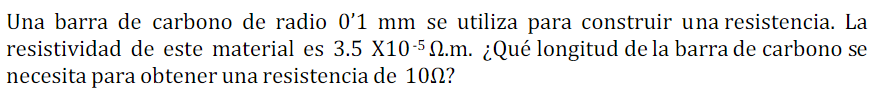 Una barra de carbono de radio 0’1 mm se utiliza para construir una resistencia. La
resistividad de este material es 3.5 X10⁻⁵ Ω.m. ¿Qué longitud de la barra de carbono se
necesita para obtener una resistencia de 10Ω?